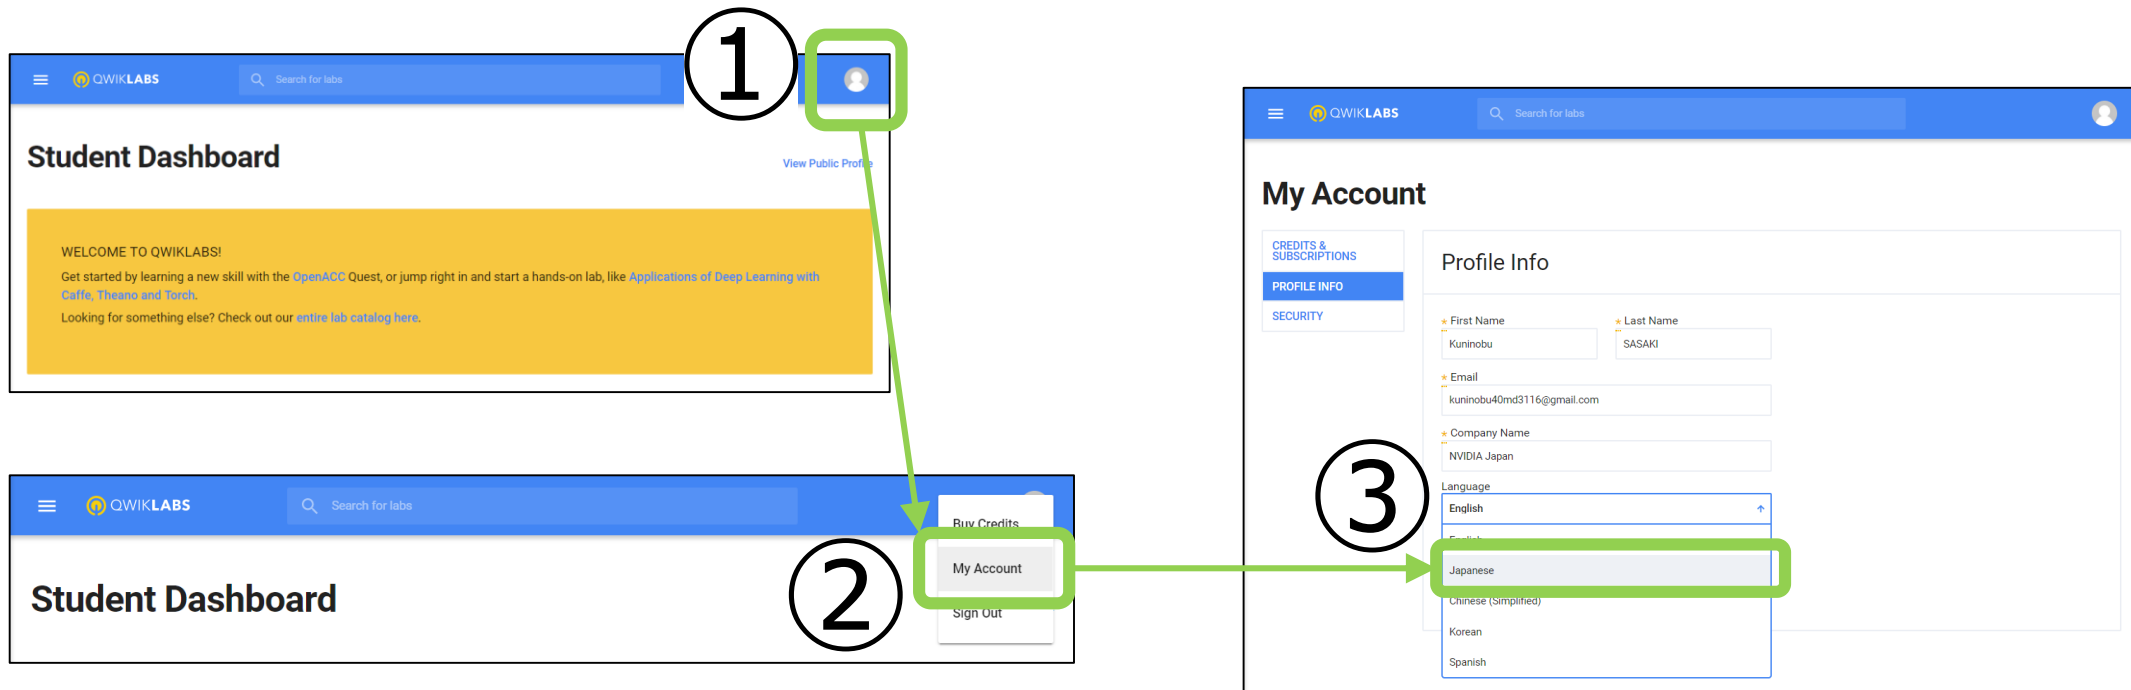 ①
QWIKLABS
Search for labs
Student Dashboard
View Public Profile
WELCOME TO QWIKLABS!
Get started by learning a new skill with the OpenACC Quest, or jump right in and start a hands-on lab, like Applications of Deep Learning with
Caffe, Theano and Torch.
Looking for something else? Check out our entire lab catalog here.
QWIKLABS
Search for labs
Buy Credits
②
My Account
Sign Out
Student Dashboard
QWIKLABS
Search for labs
My Account
CREDITS &
SUBSCRIPTIONS
PROFILE INFO
SECURITY
Profile Info
* First Name
* Last Name
Kuninobu
SASAKI
* Email
kuninobu40md3116@gmail.com
* Company Name
NVIDIA Japan
③
Language
English
English
Japanese
Chinese (Simplified)
Korean
Spanish